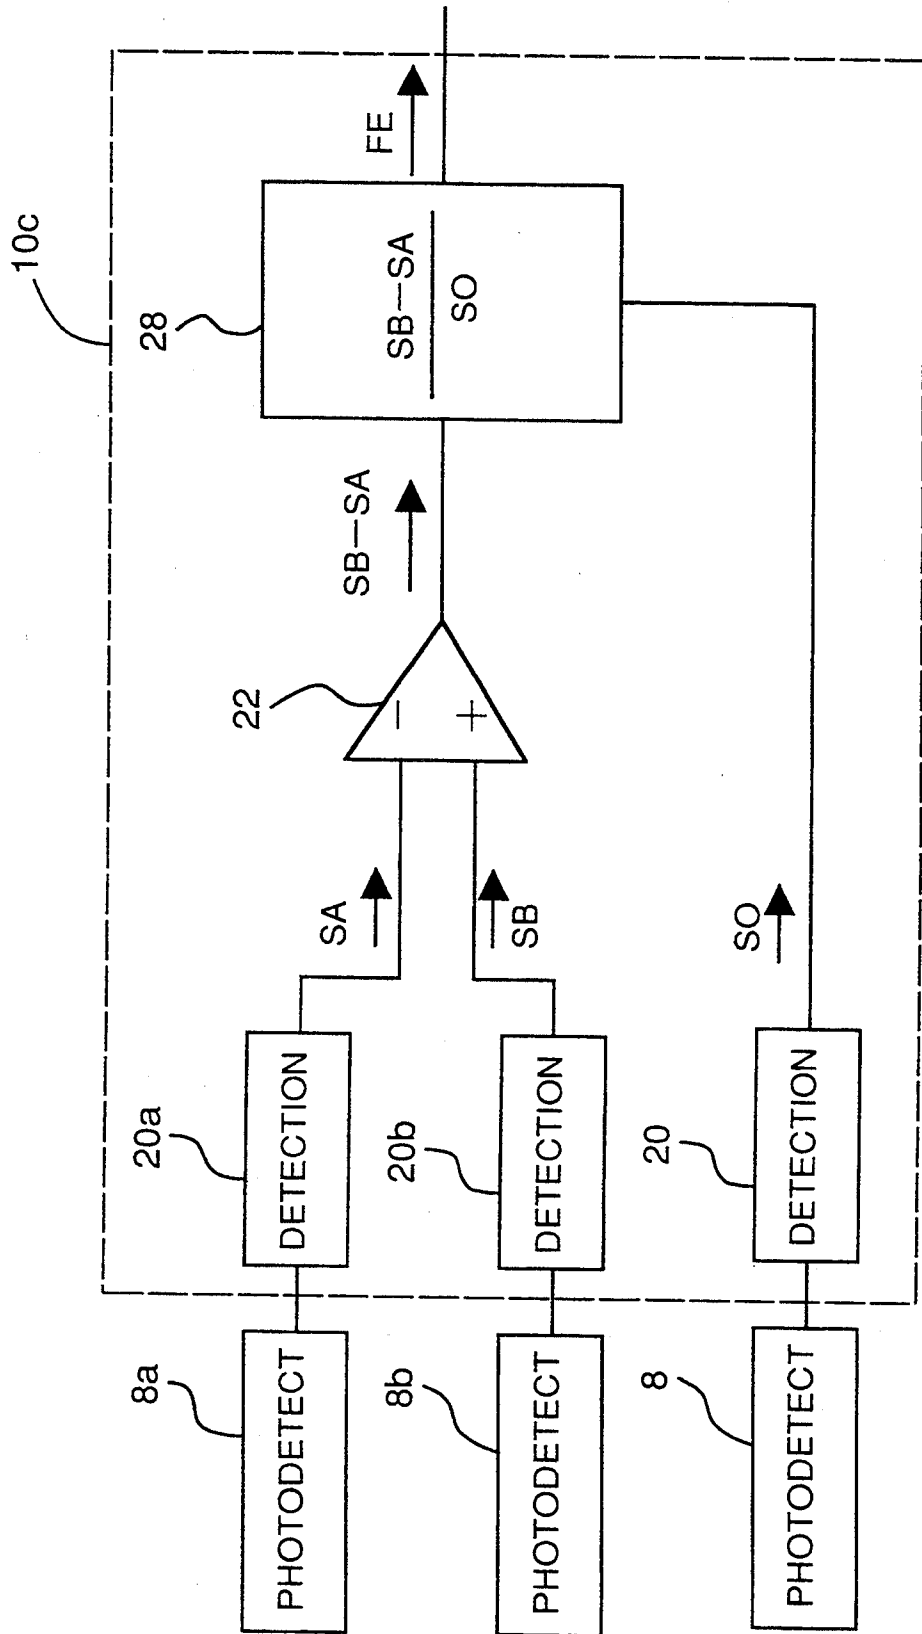 10c
8a
PHOTODETECT
20a
DETECTION
SA
22
−
+
SB—SA
28
SB—SA
SO
FE
8b
PHOTODETECT
20b
DETECTION
SB
8
PHOTODETECT
20
DETECTION
SO